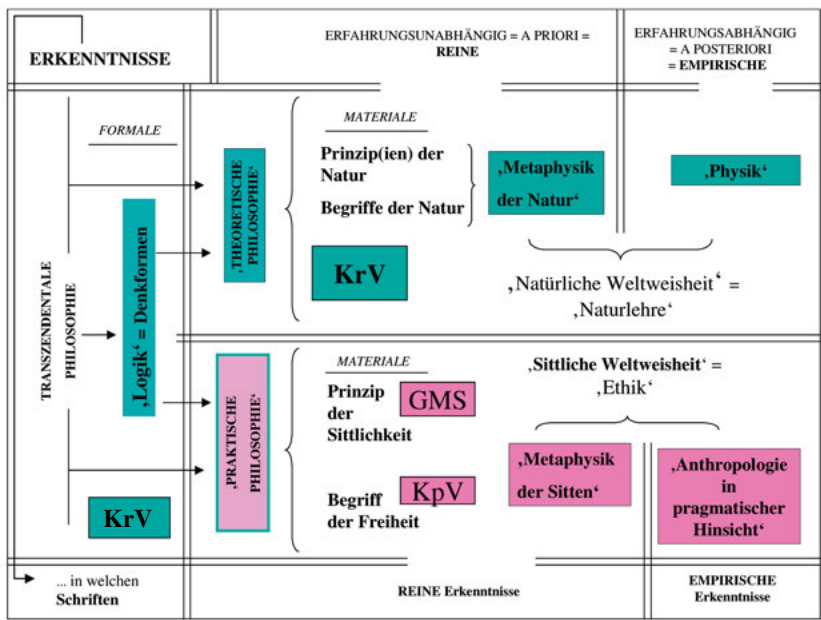 ERKENNTNISSE
ERFAHRUNGSUNABHÄNGIG = A PRIORI =
REINE
ERFAHRUNGSABHÄNGIG
= A POSTERIORI
= EMPIRISCHE
TRANSZENDENTALE
PHILOSOPHIE
FORMALE
‚Logik‘ = Denkformen
KrV
‚THEORETISCHE
PHILOSOPHIE‘
MATERIALE
Prinzip(ien) der
Natur
Begriffe der Natur
KrV
‚Metaphysik
der Natur‘
‚Physik‘
‚Natürliche Weltweisheit‘ =
‚Naturlehre‘
‚PRAKTISCHE
PHILOSOPHIE‘
MATERIALE
Prinzip
der
Sittlichkeit
GMS
Begriff
der Freiheit
KpV
‚Sittliche Weltweisheit‘ =
‚Ethik‘
‚Metaphysik
der Sitten‘
‚Anthropologie
in
pragmatischer
Hinsicht‘
... in welchen
Schriften
REINE Erkenntnisse
EMPIRISCHE
Erkenntnisse